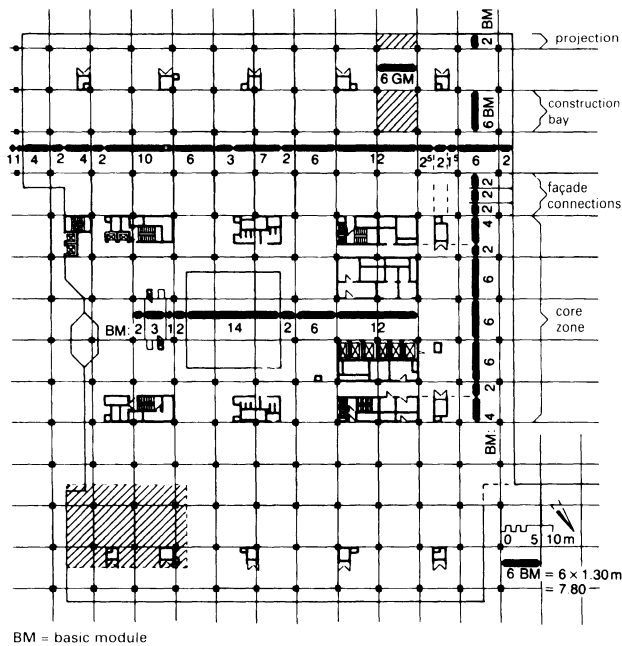 2 BM
projection
6 GM
6 BM
construction
bay
11 4 2 4 2 10 6 3 7 2 6 12 2⁵ 2 1⁵ 6 2
2
2
2
façade
connections
4
2
6
core
zone
BM: 2 3 1 2 14 2 6 12
6
6
2
4
BM:
0 5 10 m
6 BM = 6 × 1.30 m
= 7.80
BM = basic module